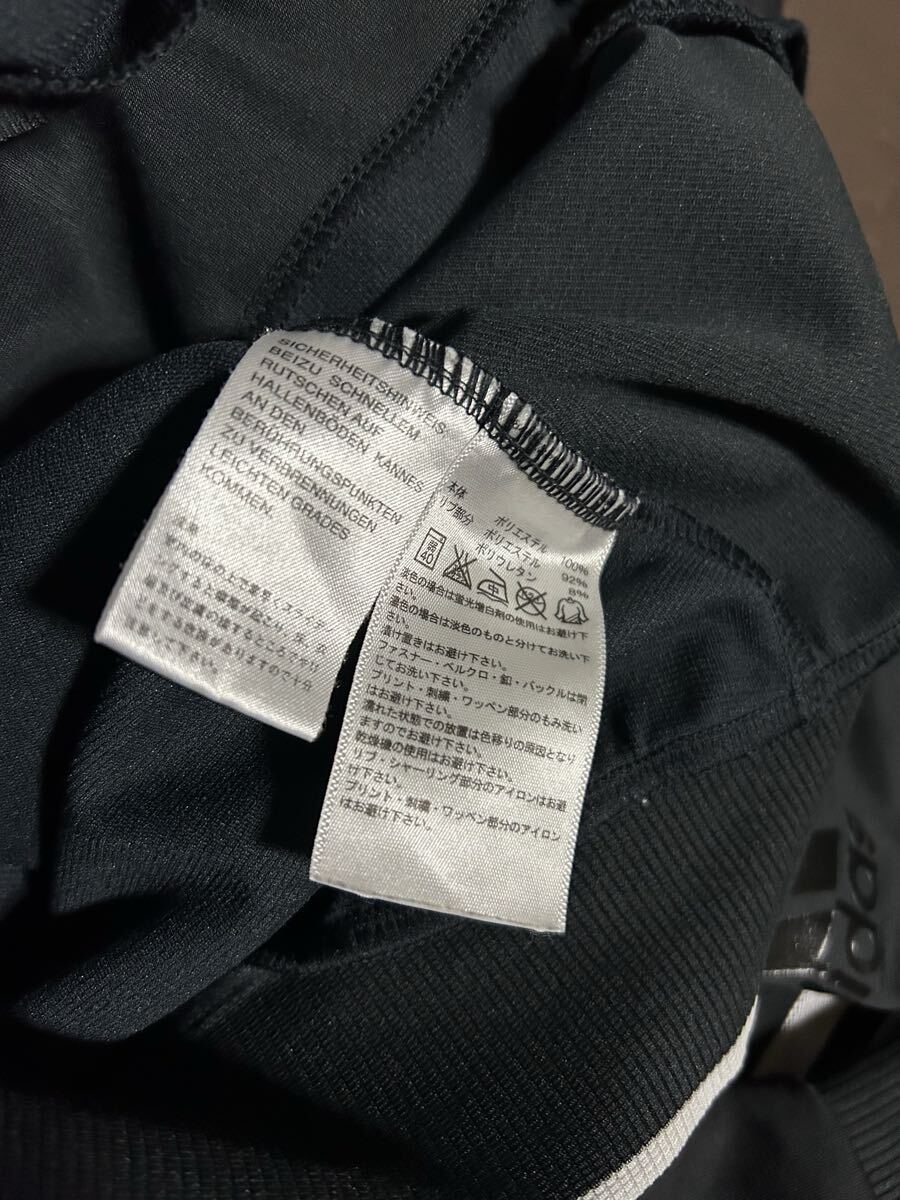 SICHERHEITSHINWEIS-
BEIZU SCHNELLEM
RUTSCHEN AUF
HALLENBÖDEN KANNES
AN DEN
BERÜHRUNGSPUNKTEN
ZU VERBRENNUNGEN
LEICHTEN GRADES
KOMMEN.
注意
本体 ポリエステル 100%
リブ部分 ポリエステル 92%
ポリウレタン 8%
40
中
淡色の場合は蛍光増白剤の使用はお避け下
さい。
濃色の場合は淡色のものと分けてお洗い下
さい。
漬け置きはお避け下さい。
ファスナー・ベルクロ・釦・バックルは閉
じてお洗い下さい。
プリント・刺繍・ワッペン部分のもみ洗い
はお避け下さい。
濡れた状態での放置は色移りの原因となり
ますのでお避け下さい。
乾燥機の使用はお避け下さい。
リブ・シャーリング部分のアイロンはお避
け下さい。
プリント・刺繍・ワッペン部分のアイロン
はお避け下さい。
idas